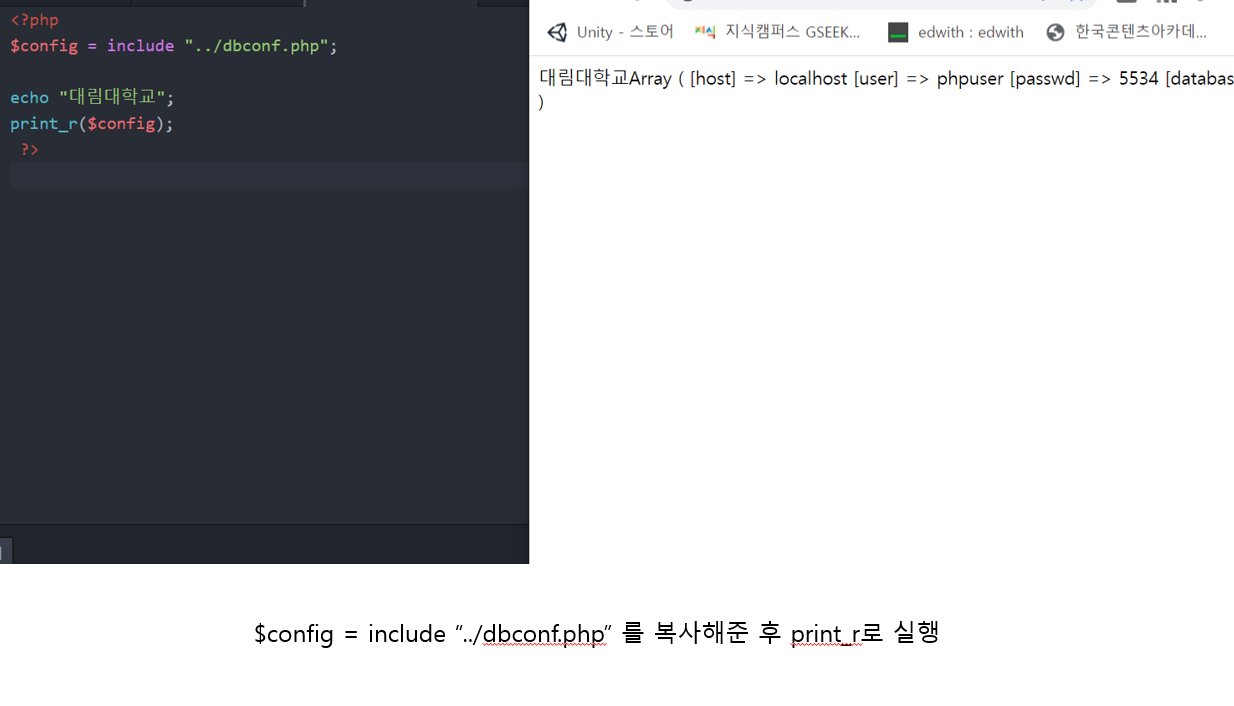 <?php
$config = include "../dbconf.php";
echo "대림대학교";
print_r($config);
?>
Unity - 스토어
지식 지식캠퍼스 GSEEK...
edwith : edwith
한국콘텐츠아카데...
대림대학교Array ( [host] => localhost [user] => phpuser [passwd] => 5534 [databas
)
$config = include “../dbconf.php” 를 복사해준 후 print_r로 실행